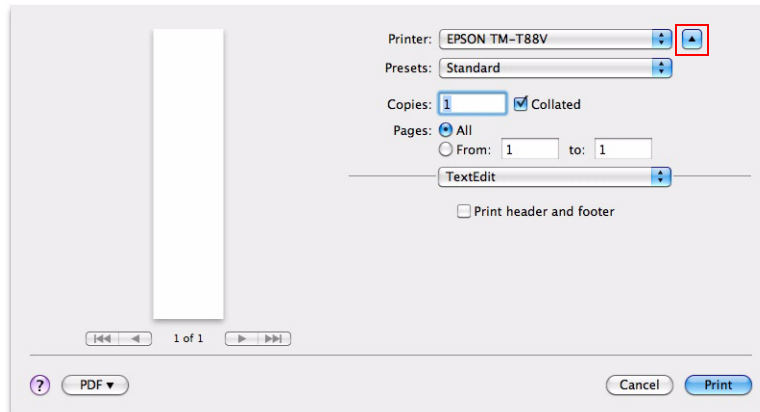 Printer: EPSON TM-T88V
Presets: Standard
Copies: 1 Collated
Pages: All
From: 1 to: 1
TextEdit
Print header and footer
1 of 1
? PDF Cancel Print